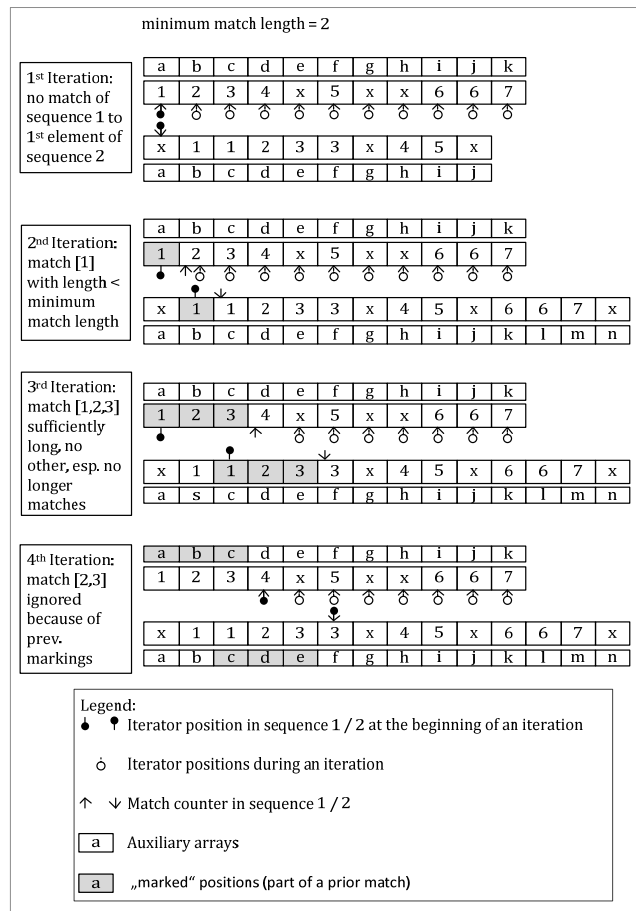 minimum match length = 2
1st Iteration:
no match of
sequence 1 to
1st element of
sequence 2
a b c d e f g h i j k
1 2 3 4 x 5 x x 6 6 7
x 1 1 2 3 3 x 4 5 x
a b c d e f g h i j
2nd Iteration:
match [1]
with length <
minimum
match length
a b c d e f g h i j k
1 2 3 4 x 5 x x 6 6 7
x 1 1 2 3 3 x 4 5 x 6 6 7 x
a b c d e f g h i j k l m n
3rd Iteration:
match [1,2,3]
sufficiently
long, no
other, esp. no
longer
matches
a b c d e f g h i j k
1 2 3 4 x 5 x x 6 6 7
x 1 1 2 3 3 x 4 5 x 6 6 7 x
a s c d e f g h i j k l m n
4th Iteration:
match [2,3]
ignored
because of
prev.
markings
a b c d e f g h i j k
1 2 3 4 x 5 x x 6 6 7
x 1 1 2 3 3 x 4 5 x 6 6 7 x
a b c d e f g h i j k l m n
Legend:
Iterator position in sequence 1 / 2 at the beginning of an iteration
Iterator positions during an iteration
Match counter in sequence 1 / 2
a Auxiliary arrays
a „marked“ positions (part of a prior match)